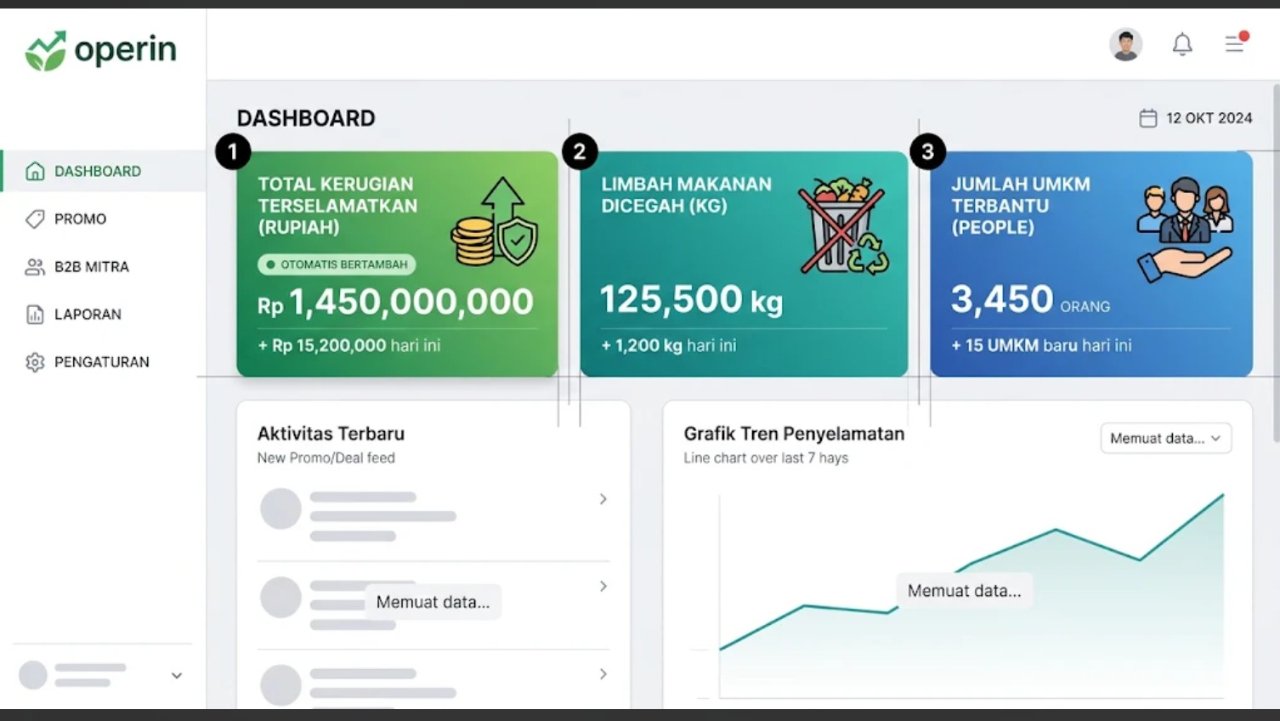 operin
DASHBOARD
PROMO
B2B MITRA
LAPORAN
PENGATURAN
DASHBOARD
12 OKT 2024
1
TOTAL KERUGIAN
TERSELAMATKAN
(RUPIAH)
OTOMATIS BERTAMBAH
Rp 1,450,000,000
+ Rp 15,200,000 hari ini
2
LIMBAH MAKANAN
DICEGAH (KG)
125,500 kg
+ 1,200 kg hari ini
3
JUMLAH UMKM
TERBANTU
(PEOPLE)
3,450 ORANG
+ 15 UMKM baru hari ini
Aktivitas Terbaru
New Promo/Deal feed
Memuat data...
Grafik Tren Penyelamatan
Line chart over last 7 hays
Memuat data...
Memuat data...